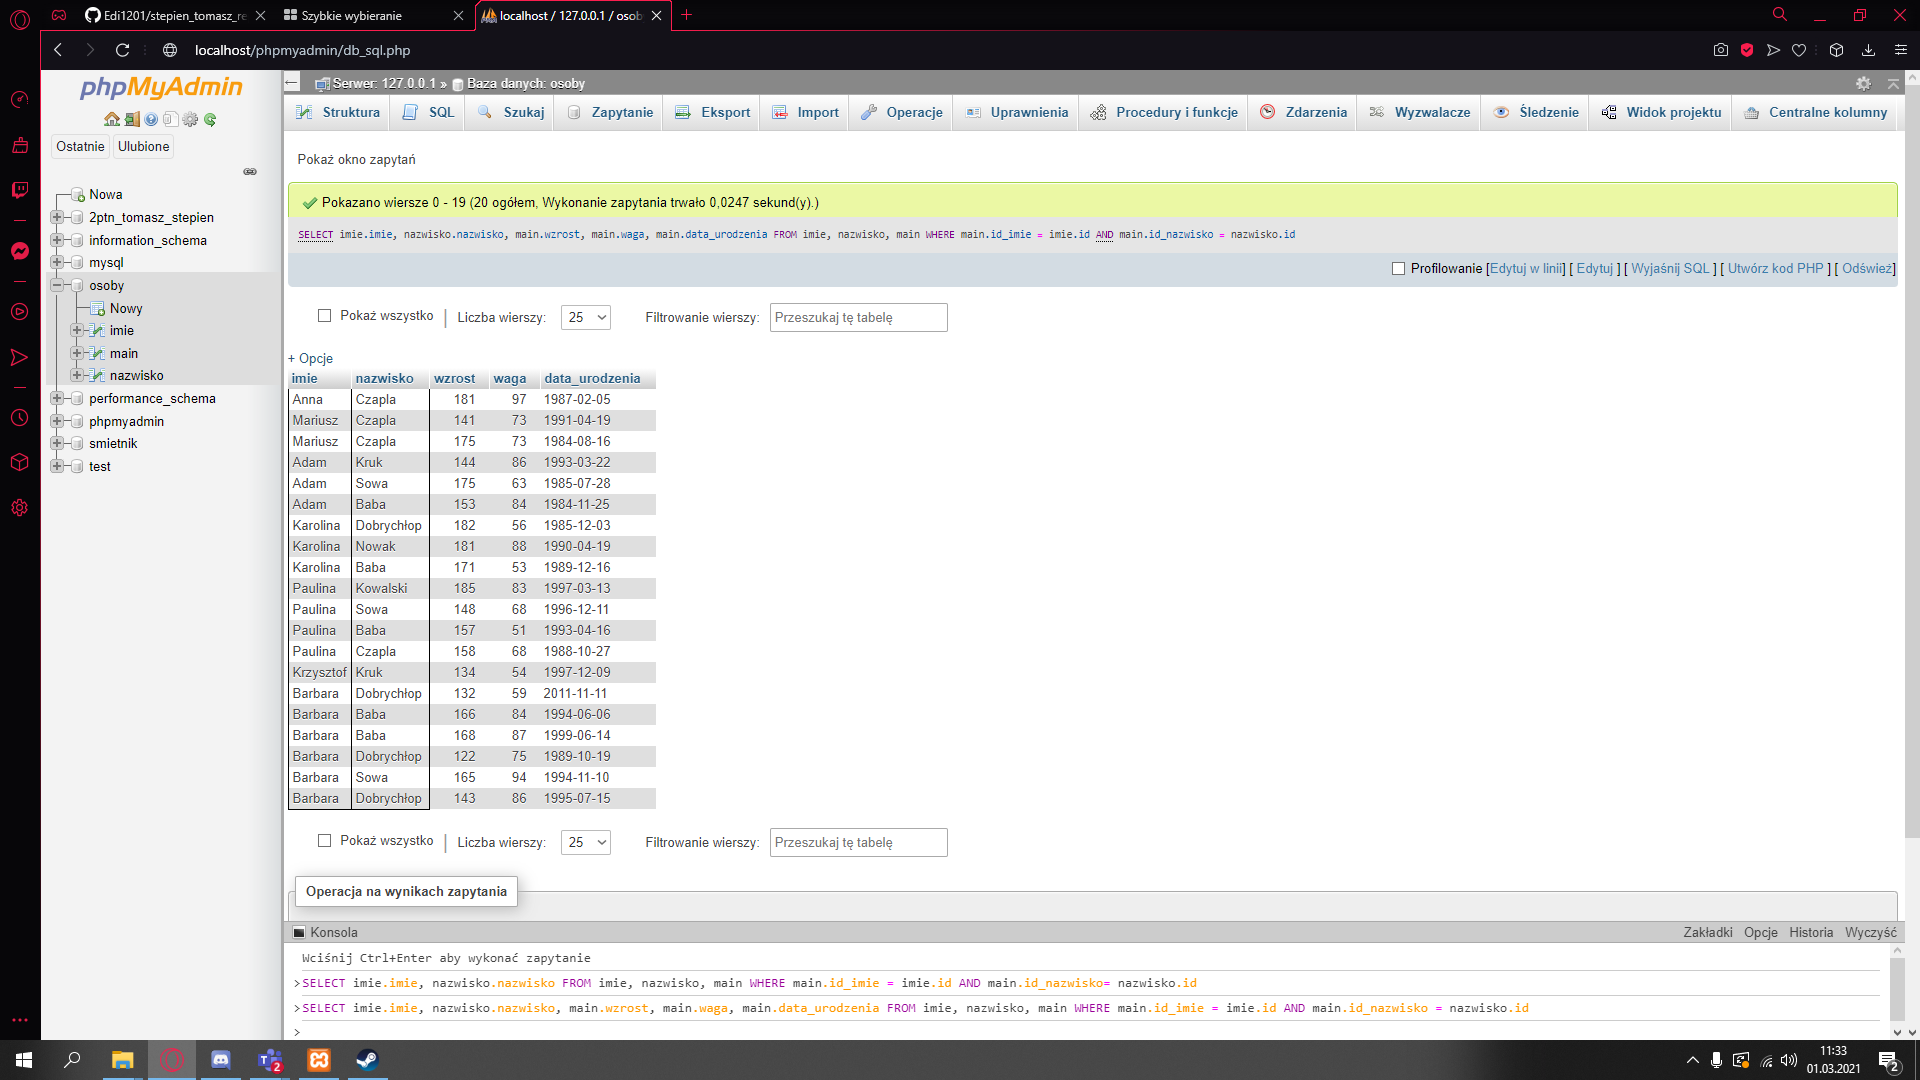 Edi1201/stepien_tomasz_re
Szybkie wybieranie
localhost / 127.0.0.1 / osob
localhost/phpmyadmin/db_sql.php
phpMyAdmin
Ostatnie
Ulubione
Nowa
2ptn_tomasz_stepien
information_schema
mysql
osoby
Nowy
imie
main
nazwisko
performance_schema
phpmyadmin
smietnik
test
Serwer: 127.0.0.1 » Baza danych: osoby
Struktura SQL Szukaj Zapytanie Eksport Import Operacje Uprawnienia Procedury i funkcje Zdarzenia Wyzwalacze Śledzenie Widok projektu Centralne kolumny
Pokaż okno zapytań
Pokazano wiersze 0 - 19 (20 ogółem, Wykonanie zapytania trwało 0,0247 sekund(y).)
SELECT imie.imie, nazwisko.nazwisko, main.wzrost, main.waga, main.data_urodzenia FROM imie, nazwisko, main WHERE main.id_imie = imie.id AND main.id_nazwisko = nazwisko.id
Profilowanie [Edytuj w linii] [ Edytuj ] [ Wyjaśnij SQL ] [ Utwórz kod PHP ] [ Odśwież]
Pokaż wszystko | Liczba wierszy: 25 Filtrowanie wierszy: Przeszukaj tę tabelę
+ Opcje
imie nazwisko wzrost waga data_urodzenia
Anna Czapla 181 97 1987-02-05
Mariusz Czapla 141 73 1991-04-19
Mariusz Czapla 175 73 1984-08-16
Adam Kruk 144 86 1993-03-22
Adam Sowa 175 63 1985-07-28
Adam Baba 153 84 1984-11-25
Karolina Dobrychłop 182 56 1985-12-03
Karolina Nowak 181 88 1990-04-19
Karolina Baba 171 53 1989-12-16
Paulina Kowalski 185 83 1997-03-13
Paulina Sowa 148 68 1996-12-11
Paulina Baba 157 51 1993-04-16
Paulina Czapla 158 68 1988-10-27
Krzysztof Kruk 134 54 1997-12-09
Barbara Dobrychłop 132 59 2011-11-11
Barbara Baba 166 84 1994-06-06
Barbara Baba 168 87 1999-06-14
Barbara Dobrychłop 122 75 1989-10-19
Barbara Sowa 165 94 1994-11-10
Barbara Dobrychłop 143 86 1995-07-15
Pokaż wszystko | Liczba wierszy: 25 Filtrowanie wierszy: Przeszukaj tę tabelę
Operacja na wynikach zapytania
Konsola Zakładki Opcje Historia Wyczyść
Wciśnij Ctrl+Enter aby wykonać zapytanie
>SELECT imie.imie, nazwisko.nazwisko FROM imie, nazwisko, main WHERE main.id_imie = imie.id AND main.id_nazwisko= nazwisko.id
>SELECT imie.imie, nazwisko.nazwisko, main.wzrost, main.waga, main.data_urodzenia FROM imie, nazwisko, main WHERE main.id_imie = imie.id AND main.id_nazwisko = nazwisko.id
>
2
11:33
01.03.2021
2